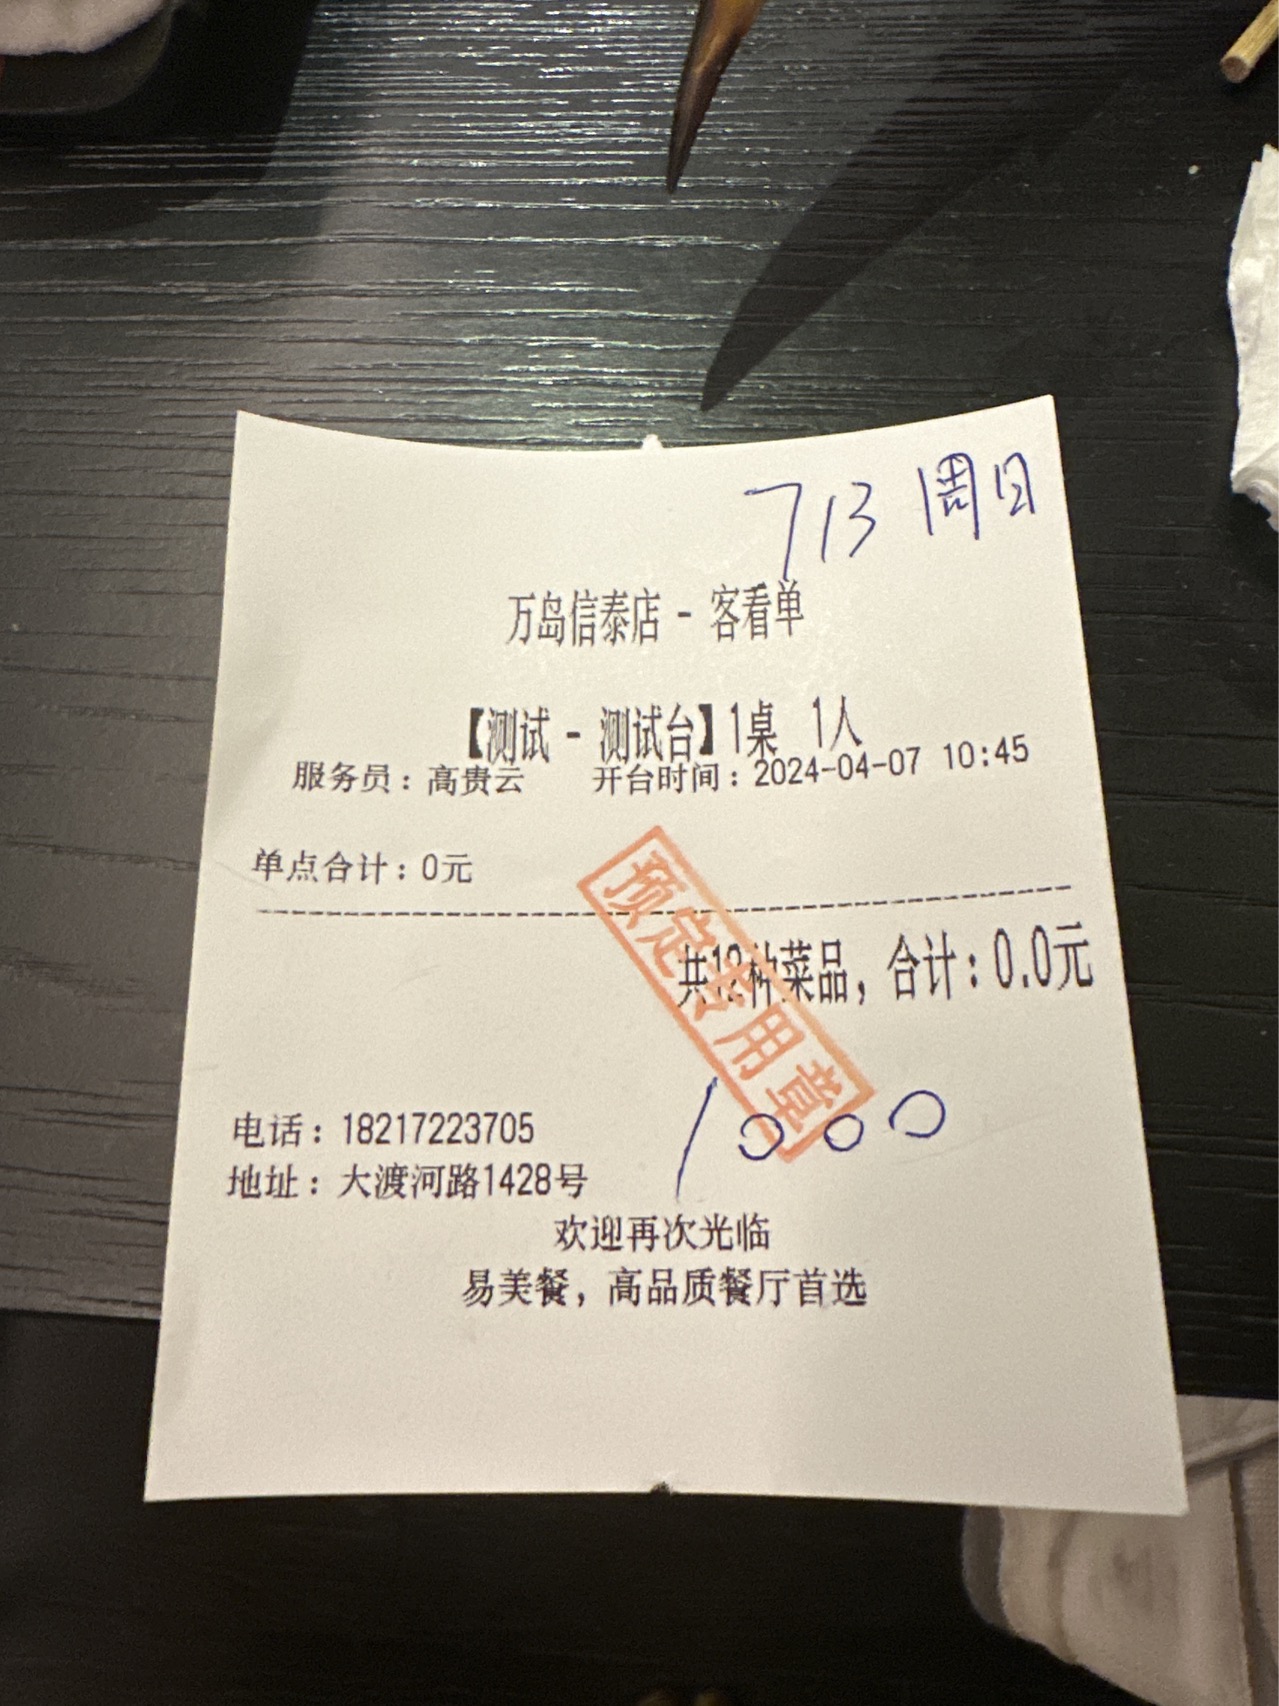 713 周日
万岛信泰店 - 客看单
【测试 - 测试台】1桌 1人
服务员：高贵云 开台时间：2024-04-07 10:45
单点合计：0元
预定专用章
共12种菜品，合计：0.0元
1000
电话：18217223705
地址：大渡河路1428号
欢迎再次光临
易美餐，高品质餐厅首选